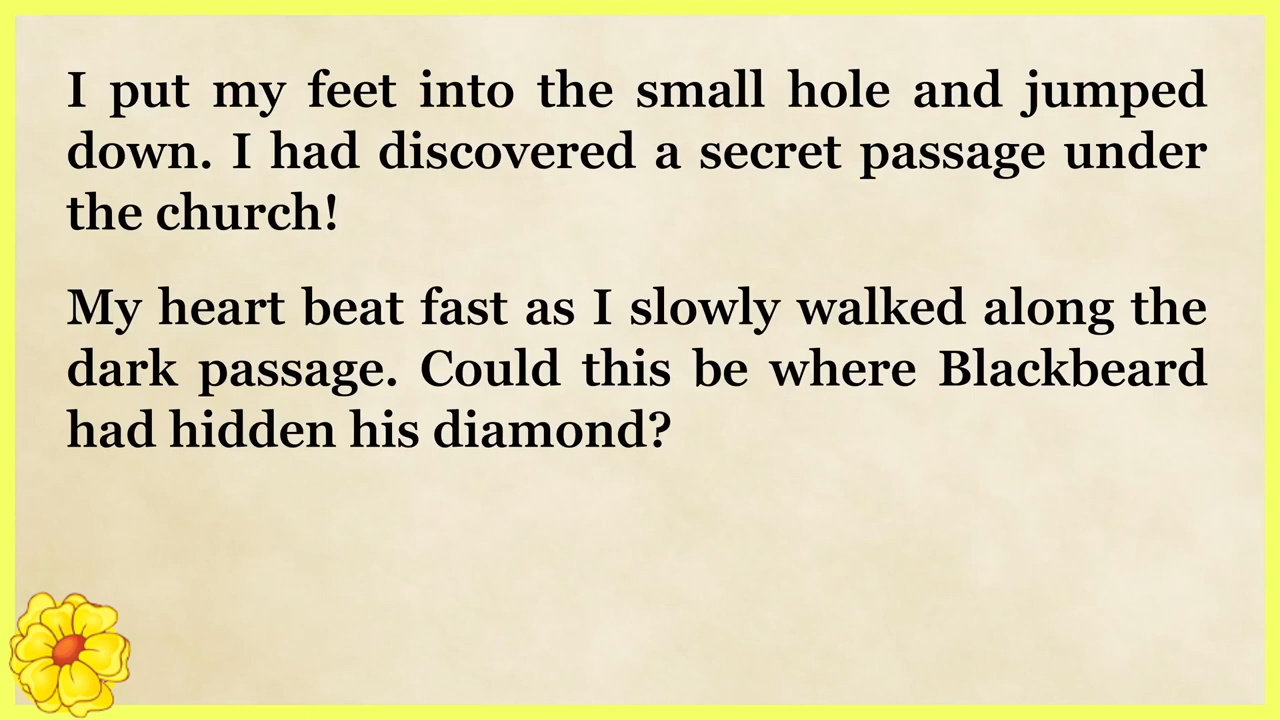 I put my feet into the small hole and jumped
down. I had discovered a secret passage under
the church!
My heart beat fast as I slowly walked along the
dark passage. Could this be where Blackbeard
had hidden his diamond?